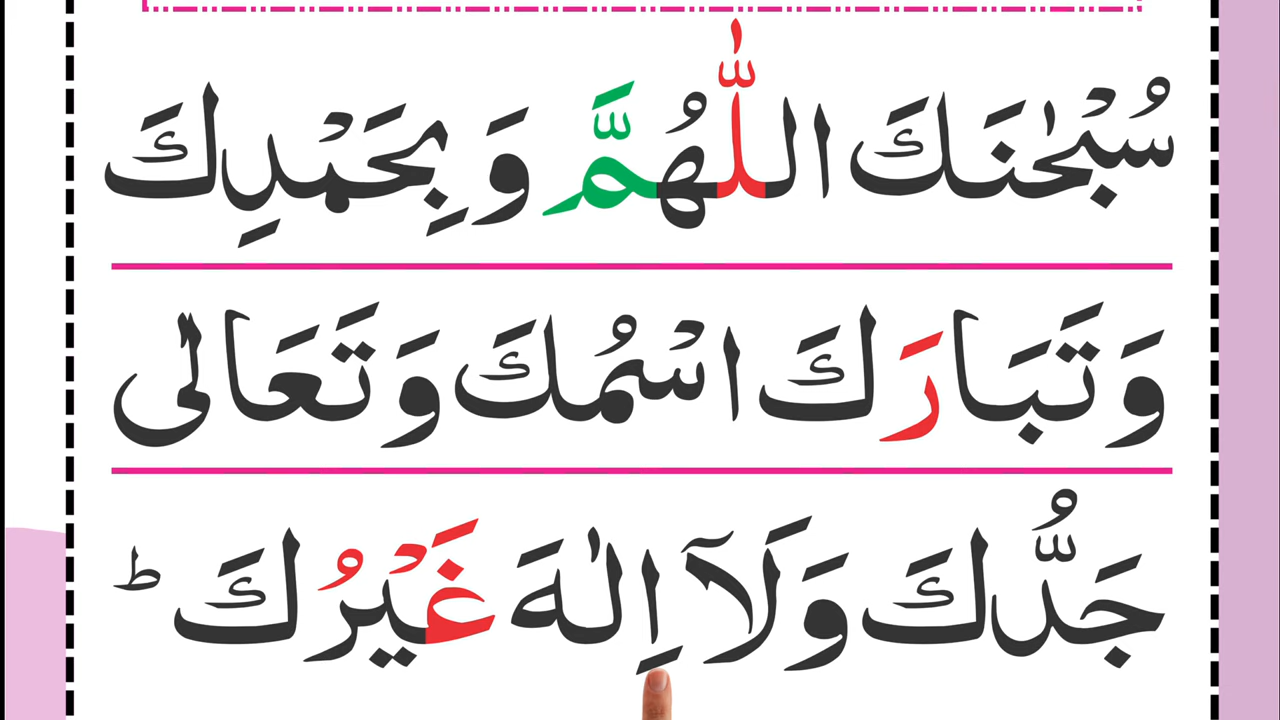 سُبْحٰنَكَ اللّٰهُمَّ وَبِحَمْدِكَ
وَتَبَارَكَ اسْمُكَ وَتَعَالٰى
جَدُّكَ وَلَآ اِلٰهَ غَيْرُكَ ؕ